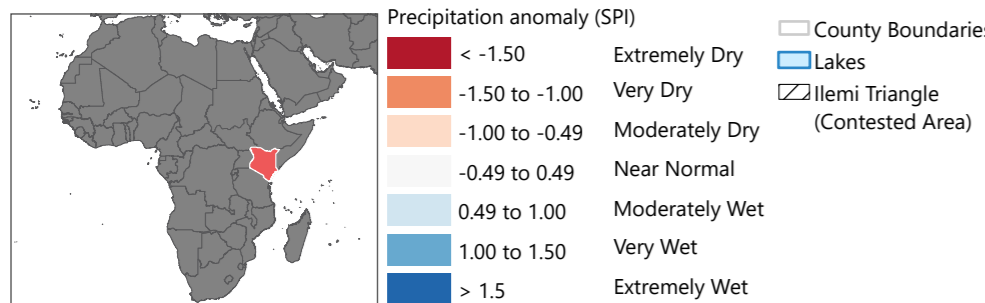 Precipitation anomaly (SPI)
< -1.50 Extremely Dry
-1.50 to -1.00 Very Dry
-1.00 to -0.49 Moderately Dry
-0.49 to 0.49 Near Normal
0.49 to 1.00 Moderately Wet
1.00 to 1.50 Very Wet
> 1.5 Extremely Wet
County Boundaries
Lakes
Ilemi Triangle
(Contested Area)